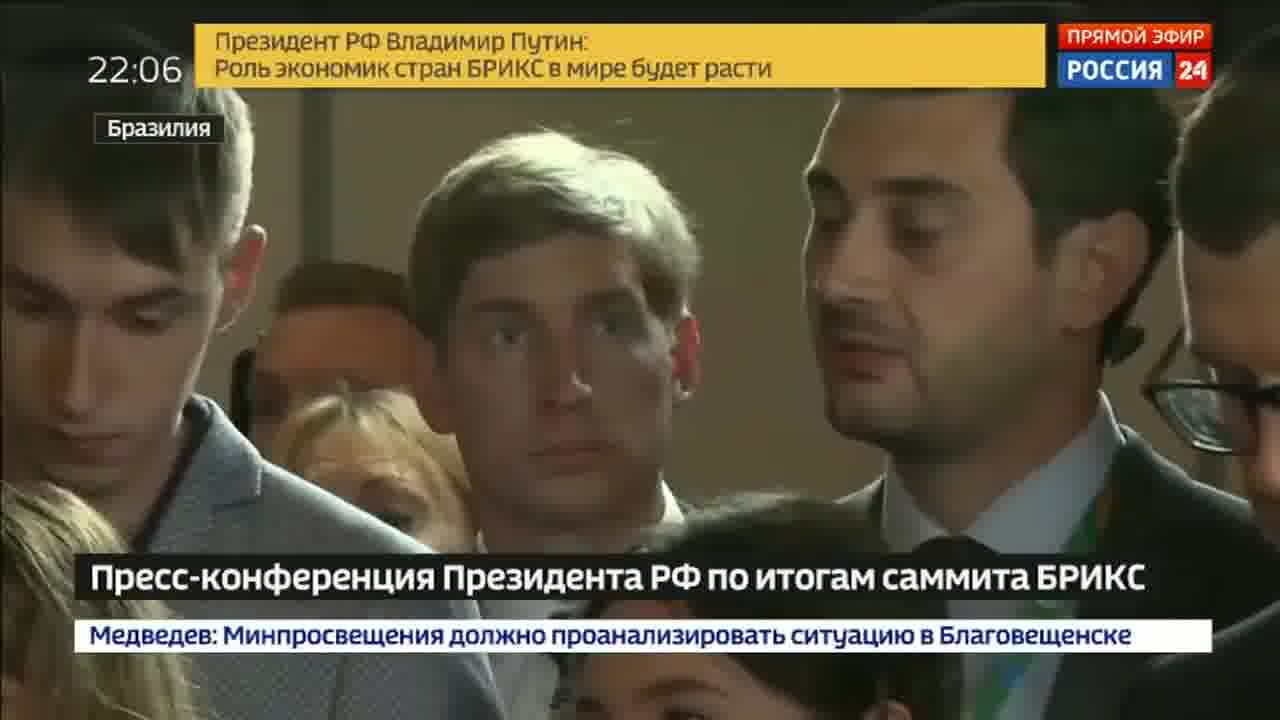 22:06
Президент РФ Владимир Путин:
Роль экономик стран БРИКС в мире будет расти
ПРЯМОЙ ЭФИР
РОССИЯ 24
Бразилия
Пресс-конференция Президента РФ по итогам саммита БРИКС
Медведев: Минпросвещения должно проанализировать ситуацию в Благовещенске